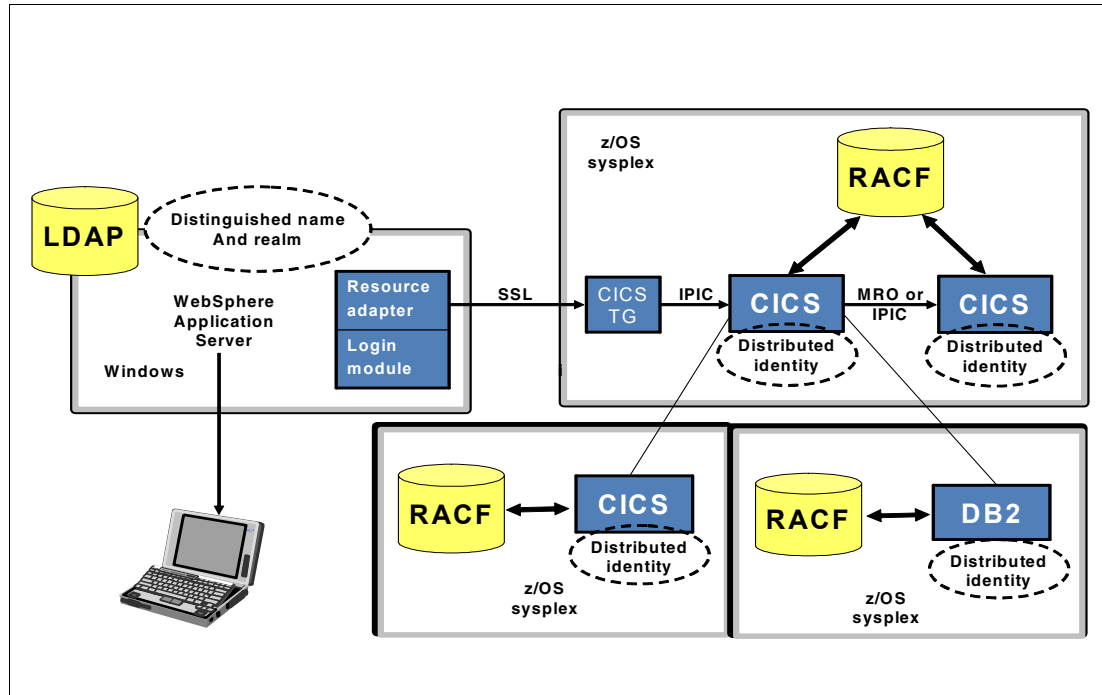 z/OS
sysplex
RACF
LDAP
Distinguished name
And realm
WebSphere
Application
Server
Windows
Resource
adapter
Login
module
SSL
CICS
TG
IPIC
CICS
Distributed
identity
MRO or
IPIC
CICS
Distributed
identity
RACF
CICS
Distributed
identity
z/OS
sysplex
RACF
DB2
Distributed
identity
z/OS
sysplex